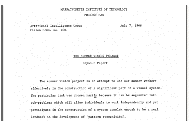 MASSACHUSETTS INSTITUTE OF TECHNOLOGY
PROJECT MAC
Artificial Intelligence Group
July 7, 1966
Vision Memo. No. 100.
THE SUMMER VISION PROJECT
Seymour Papert
The summer vision project is an attempt to use our summer workers
effectively in the construction of a significant part of a visual system.
The particular task was chosen partly because it can be segmented into
sub-problems which will allow individuals to work independently and yet
participate in the construction of a system complex enough to be a real
landmark in the development of "pattern recognition".